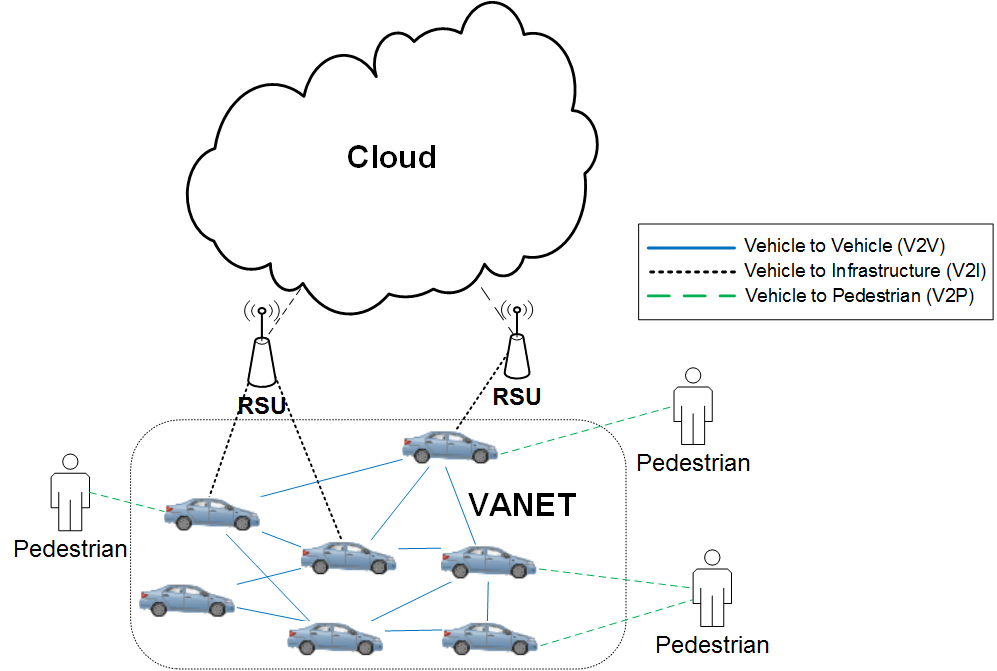 Cloud
Vehicle to Vehicle (V2V)
Vehicle to Infrastructure (V2I)
Vehicle to Pedestrian (V2P)
RSU
RSU
Pedestrian
VANET
Pedestrian
Pedestrian